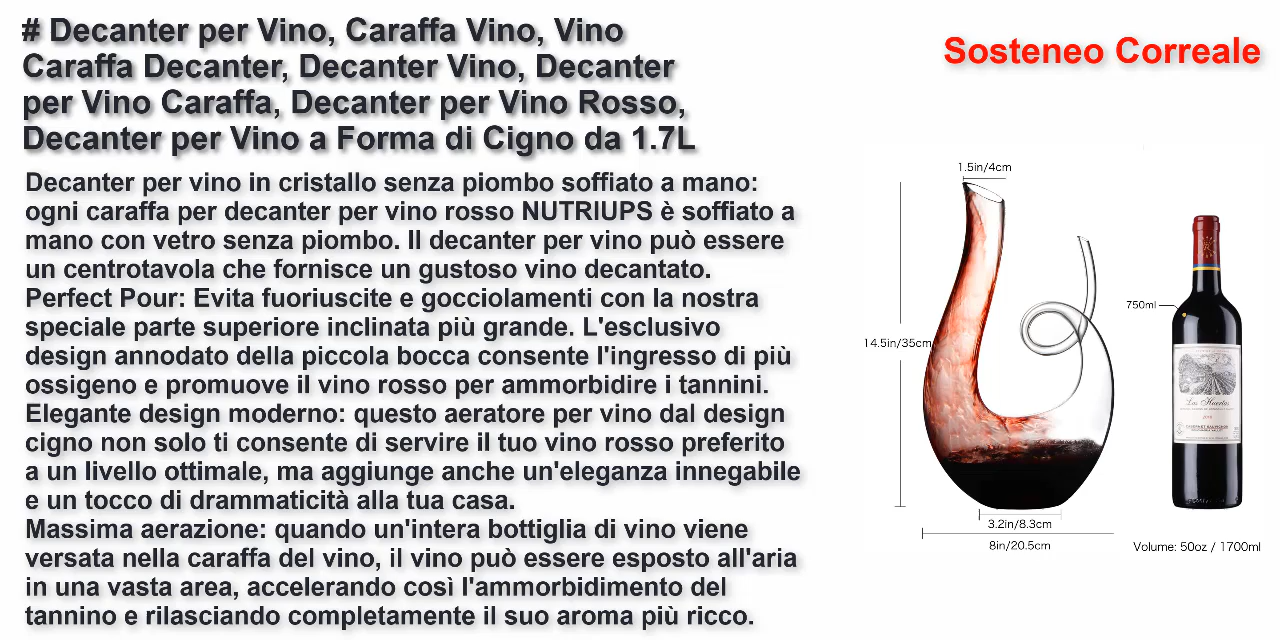 # Decanter per Vino, Caraffa Vino, Vino
Caraffa Decanter, Decanter Vino, Decanter
per Vino Caraffa, Decanter per Vino Rosso,
Decanter per Vino a Forma di Cigno da 1.7L
Decanter per vino in cristallo senza piombo soffiato a mano:
ogni caraffa per decanter per vino rosso NUTRIUPS è soffiato a
mano con vetro senza piombo. Il decanter per vino può essere
un centrotavola che fornisce un gustoso vino decantato.
Perfect Pour: Evita fuoriuscite e gocciolamenti con la nostra
speciale parte superiore inclinata più grande. L'esclusivo
design annodato della piccola bocca consente l'ingresso di più
ossigeno e promuove il vino rosso per ammorbidire i tannini.
Elegante design moderno: questo aeratore per vino dal design
cigno non solo ti consente di servire il tuo vino rosso preferito
a un livello ottimale, ma aggiunge anche un'eleganza innegabile
e un tocco di drammaticità alla tua casa.
Massima aerazione: quando un'intera bottiglia di vino viene
versata nella caraffa del vino, il vino può essere esposto all'aria
in una vasta area, accelerando così l'ammorbidimento del
tannino e rilasciando completamente il suo aroma più ricco.
Sosteneo Correale
1.5in/4cm
750ml
14.5in/35cm
Las Huertas
CABERNET SAUVIGNON
3.2in/8.3cm
8in/20.5cm
Volume: 50oz / 1700ml